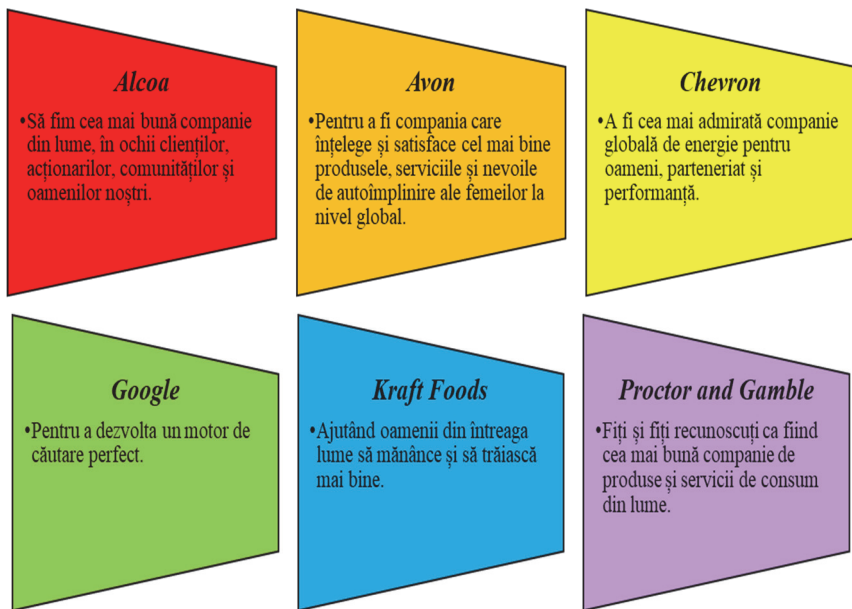 Alcoa
•Să fim cea mai bună companie
din lume, în ochii clienților,
acționarilor, comunităților și
oamenilor noștri.
Avon
•Pentru a fi compania care
înțelege și satisface cel mai bine
produsele, serviciile și nevoile
de autoîmplinire ale femeilor la
nivel global.
Chevron
•A fi cea mai admirată companie
globală de energie pentru
oameni, parteneriat și
performanță.
Google
•Pentru a dezvolta un motor de
căutare perfect.
Kraft Foods
•Ajutând oamenii din întreaga
lume să mănânce și să trăiască
mai bine.
Proctor and Gamble
•Fiți și fiți recunoscuți ca fiind
cea mai bună companie de
produse și servicii de consum
din lume.